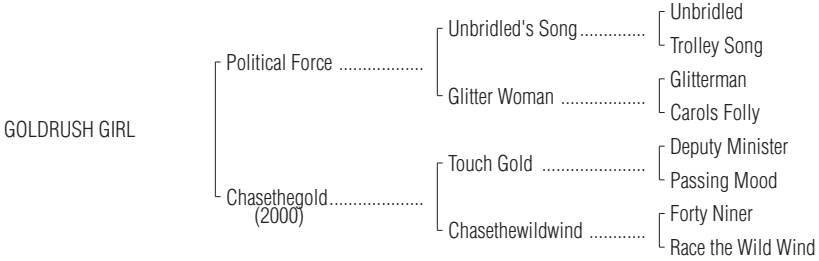 Unbridled
Unbridled's Song..............
Trolley Song
Political Force ..................
Glitterman
Glitter Woman ..................
Carols Folly
GOLDRUSH GIRL
Deputy Minister
Touch Gold ......................
Passing Mood
Chasethegold....................
(2000)
Forty Niner
Chasethewildwind ............
Race the Wild Wind